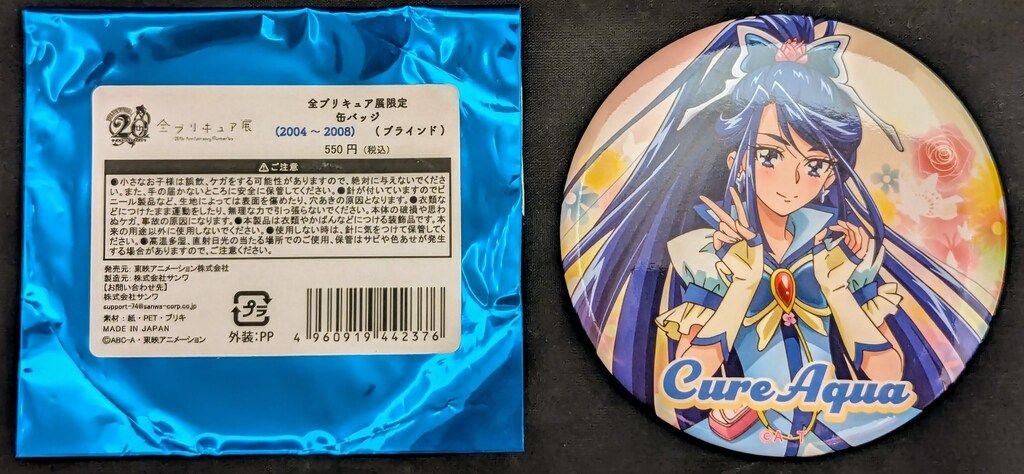 全プリキュア展
20th Anniversary Memories
全プリキュア展限定
缶バッジ
(2004～2008) (ブラインド)
550円(税込)
⚠ご注意
●小さなお子様は誤飲、ケガをする可能性がありますので、絶対に与えないでくださ
い。また、手の届かないところに安全に保管してください。●針が付いていますのでビ
ニール製品など、生地によっては表面を傷めたり、穴あきの原因となります。●衣類な
どにつけたまま運動をしたり、無理な力で引っ張らないでください。本体の破損や思わ
ぬケガ、事故の原因になります。●本製品は衣類やかばんなどにつける装飾品です。本
来の用途以外に使用しないでください。●使用しない時は、針に気をつけて保管してく
ださい。●高温多湿、直射日光の当たる場所でのご使用、保管はサビや色あせが発生
する場合がありますので、ご注意ください。
発売元：東映アニメーション株式会社
製造元：株式会社サンワ
【お問い合わせ先】
株式会社サンワ
support-74@sanwa-corp.co.jp
素材：紙・PET・ブリキ
MADE IN JAPAN
©ABC-A・東映アニメーション
プラ
外装:PP
4 960919 442376
Cure Aqua
©A T